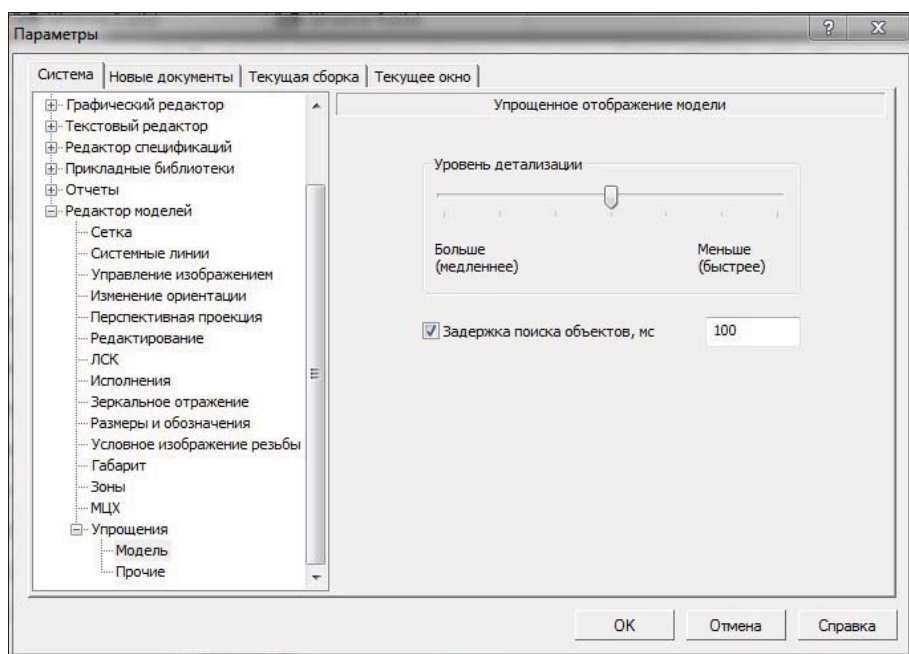 Параметры
Система
Новые документы
Текущая сборка
Текущее окно
Графический редактор
Текстовый редактор
Редактор спецификаций
Прикладные библиотеки
Отчеты
Редактор моделей
Сетка
Системные линии
Управление изображением
Изменение ориентации
Перспективная проекция
Редактирование
ЛСК
Исполнения
Зеркальное отражение
Размеры и обозначения
Условное изображение резьбы
Габарит
Зоны
МЦХ
Упрощения
Модель
Прочие
Упрощенное отображение модели
Уровень детализации
Больше
(медленнее)
Меньше
(быстрее)
Задержка поиска объектов, мс
100
OK
Отмена
Справка